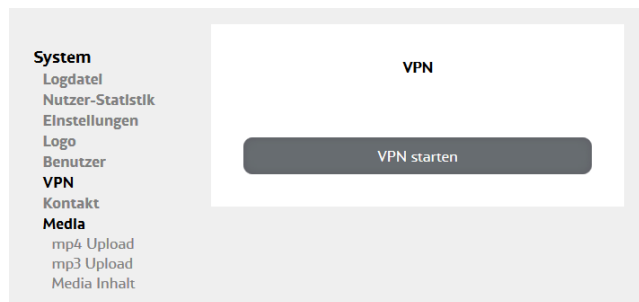 System
Logdatei
Nutzer-Statistik
Einstellungen
Logo
Benutzer
VPN
Kontakt
Media
mp4 Upload
mp3 Upload
Media Inhalt
VPN
VPN starten